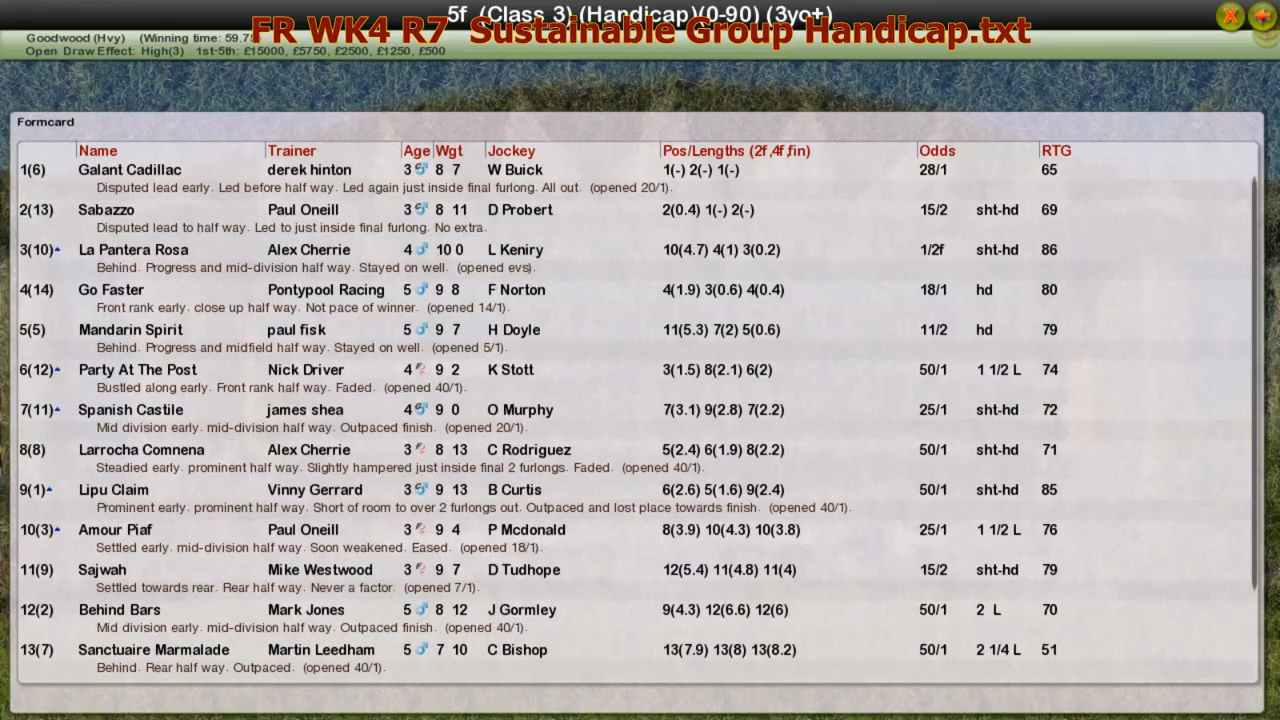 5f (Class 3) (Handicap)(0-90) (3yo+)
FR WK4 R7 Sustainable Group Handicap.txt
Goodwood (Hvy) (Winning time: 59.7
Open Draw Effect: High(3) 1st-5th: £15000, £5750, £2500, £1250, £500
Formcard
Name Trainer Age Wgt Jockey Pos/Lengths (2f,4f,fin) Odds RTG
1(6) Galant Cadillac derek hinton 3 8 7 W Buick 1(-) 2(-) 1(-) 28/1 65
Disputed lead early. Led before half way. Led again just inside final furlong. All out. (opened 20/1).
2(13) Sabazzo Paul Oneill 3 8 11 D Probert 2(0.4) 1(-) 2(-) 15/2 sht-hd 69
Disputed lead to half way. Led to just inside final furlong. No extra.
3(10) La Pantera Rosa Alex Cherrie 4 10 0 L Keniry 10(4.7) 4(1) 3(0.2) 1/2f sht-hd 86
Behind. Progress and mid-division half way. Stayed on well. (opened evs).
4(14) Go Faster Pontypool Racing 5 9 8 F Norton 4(1.9) 3(0.6) 4(0.4) 18/1 hd 80
Front rank early. close up half way. Not pace of winner. (opened 14/1).
5(5) Mandarin Spirit paul fisk 5 9 7 H Doyle 11(5.3) 7(2) 5(0.6) 11/2 hd 79
Behind. Progress and midfield half way. Stayed on well. (opened 5/1).
6(12) Party At The Post Nick Driver 4 9 2 K Stott 3(1.5) 8(2.1) 6(2) 50/1 1 1/2 L 74
Bustled along early. Front rank half way. Faded. (opened 40/1).
7(11) Spanish Castile james shea 4 9 0 O Murphy 7(3.1) 9(2.8) 7(2.2) 25/1 sht-hd 72
Mid division early. mid-division half way. Outpaced finish. (opened 20/1).
8(8) Larrocha Comnena Alex Cherrie 3 8 13 C Rodriguez 5(2.4) 6(1.9) 8(2.2) 50/1 sht-hd 71
Steadied early. prominent half way. Slightly hampered just inside final 2 furlongs. Faded. (opened 40/1).
9(1) Lipu Claim Vinny Gerrard 3 9 13 B Curtis 6(2.6) 5(1.6) 9(2.4) 50/1 sht-hd 85
Prominent early. prominent half way. Short of room to over 2 furlongs out. Outpaced and lost place towards finish. (opened 40/1).
10(3) Amour Piaf Paul Oneill 3 9 4 P Mcdonald 8(3.9) 10(4.3) 10(3.8) 25/1 1 1/2 L 76
Settled early. mid-division half way. Soon weakened. Eased. (opened 18/1).
11(9) Sajwah Mike Westwood 3 9 7 D Tudhope 12(5.4) 11(4.8) 11(4) 15/2 sht-hd 79
Settled towards rear. Rear half way. Never a factor. (opened 7/1).
12(2) Behind Bars Mark Jones 5 8 12 J Gormley 9(4.3) 12(6.6) 12(6) 50/1 2 L 70
Mid division early. mid-division half way. Outpaced finish. (opened 40/1).
13(7) Sanctuaire Marmalade Martin Leedham 5 7 10 C Bishop 13(7.9) 13(8) 13(8.2) 50/1 2 1/4 L 51
Behind. Rear half way. Outpaced. (opened 40/1).